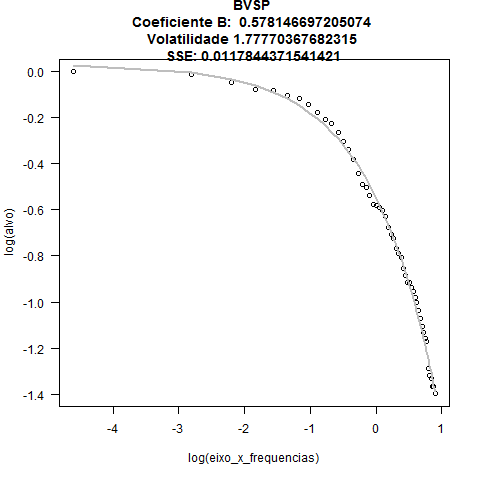 BVSP
Coeficiente B:  0.578146697205074
Volatilidade 1.77770367682315
SSE: 0.0117844371541421
log(alvo)
0.0
-0.2
-0.4
-0.6
-0.8
-1.0
-1.2
-1.4
-4
-3
-2
-1
0
1
log(eixo_x_frequencias)